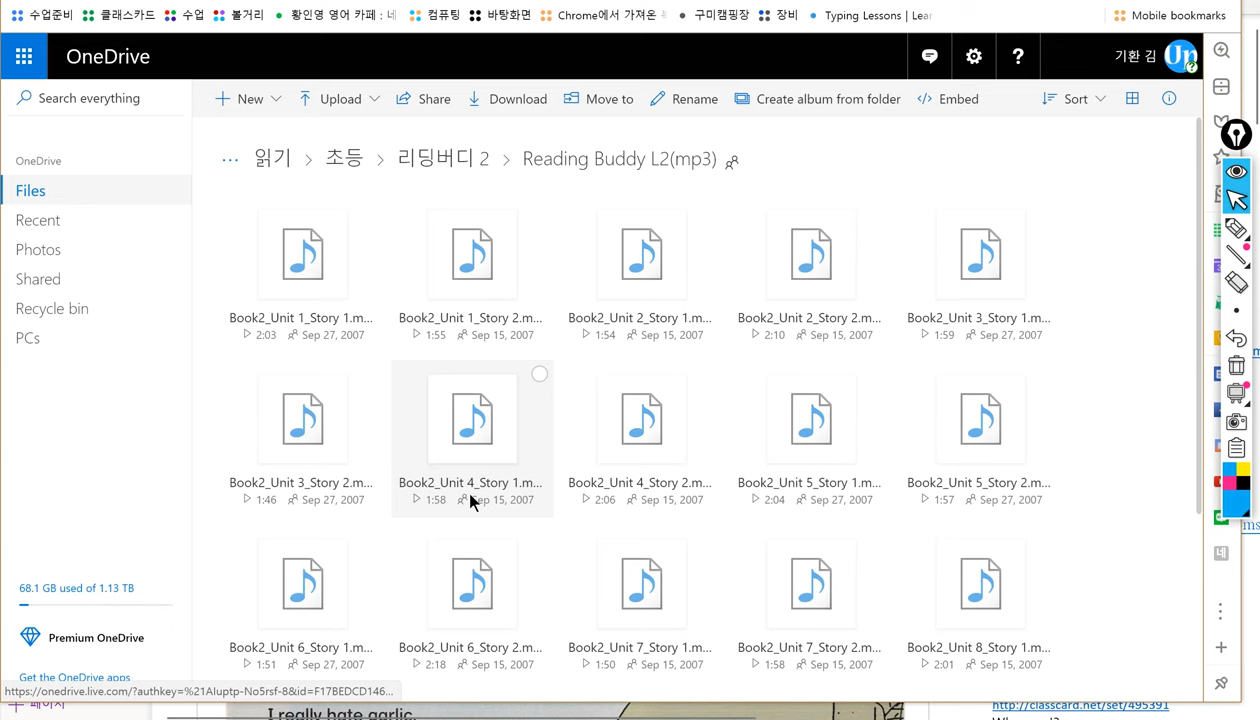 수업준비 클래스카드 수업 볼거리 황인영 영어 카페 : 네 컴퓨팅 바탕화면 Chrome에서 가져온 구미캠핑장 장비 Typing Lessons | Lear Mobile bookmarks
OneDrive 기환 김
Search everything
New Upload Share Download Move to Rename Create album from folder Embed Sort
OneDrive
Files
Recent
Photos
Shared
Recycle bin
PCs
68.1 GB used of 1.13 TB
Premium OneDrive
Get the OneDrive apps
... 읽기 > 초등 > 리딩버디 2 > Reading Buddy L2(mp3)
Book2_Unit 1_Story 1.m... Book2_Unit 1_Story 2.m... Book2_Unit 2_Story 1.m... Book2_Unit 2_Story 2.m... Book2_Unit 3_Story 1.m...
2:03 Sep 27, 2007 1:55 Sep 15, 2007 1:54 Sep 15, 2007 2:10 Sep 15, 2007 1:59 Sep 27, 2007
Book2_Unit 3_Story 2.m... Book2_Unit 4_Story 1.m... Book2_Unit 4_Story 2.m... Book2_Unit 5_Story 1.m... Book2_Unit 5_Story 2.m...
1:46 Sep 27, 2007 1:58 Sep 15, 2007 2:06 Sep 15, 2007 2:04 Sep 27, 2007 1:57 Sep 27, 2007
Book2_Unit 6_Story 1.m... Book2_Unit 6_Story 2.m... Book2_Unit 7_Story 1.m... Book2_Unit 7_Story 2.m... Book2_Unit 8_Story 1.m...
1:51 Sep 27, 2007 2:18 Sep 15, 2007 1:50 Sep 15, 2007 1:58 Sep 15, 2007 2:01 Sep 27, 2007
https://onedrive.live.com/?authkey=%21AIuptp-No5rsf-8&id=F17BEDCD146...
페이지
I really hate garlic.
http://classcard.net/set/495391